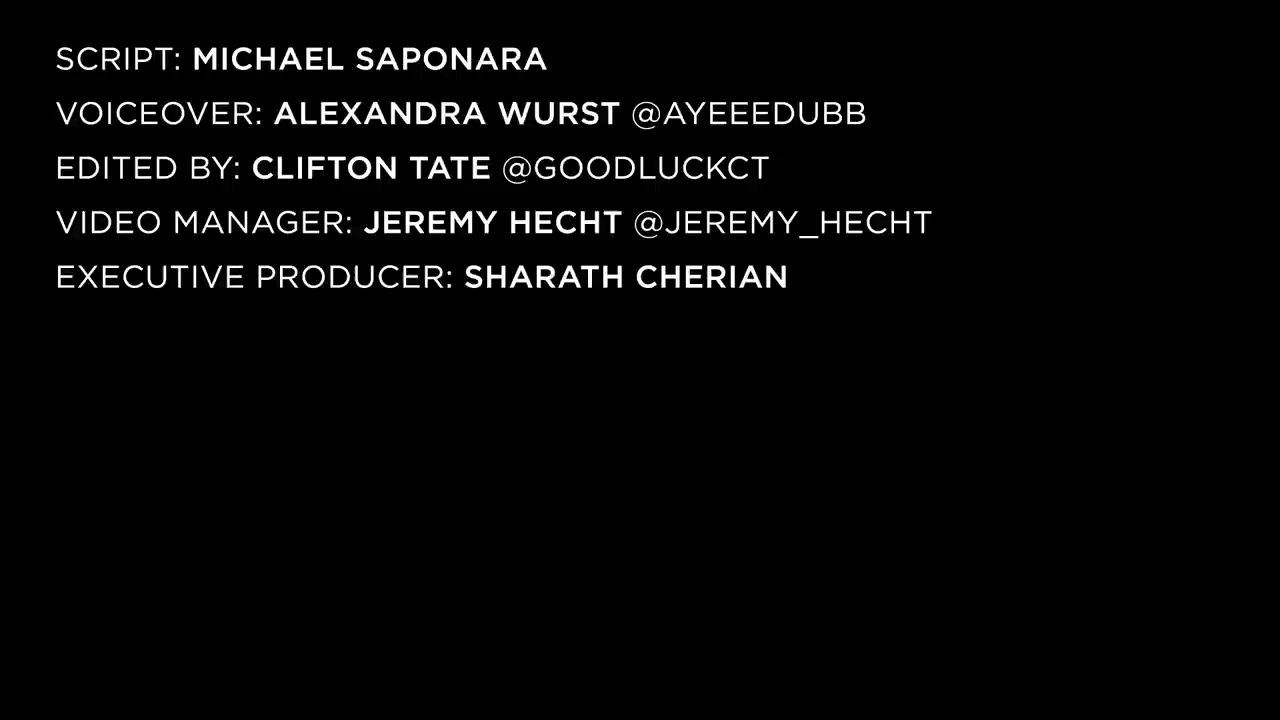 SCRIPT: MICHAEL SAPONARA
VOICEOVER: ALEXANDRA WURST @AYEEEDUBB
EDITED BY: CLIFTON TATE @GOODLUCKCT
VIDEO MANAGER: JEREMY HECHT @JEREMY_HECHT
EXECUTIVE PRODUCER: SHARATH CHERIAN